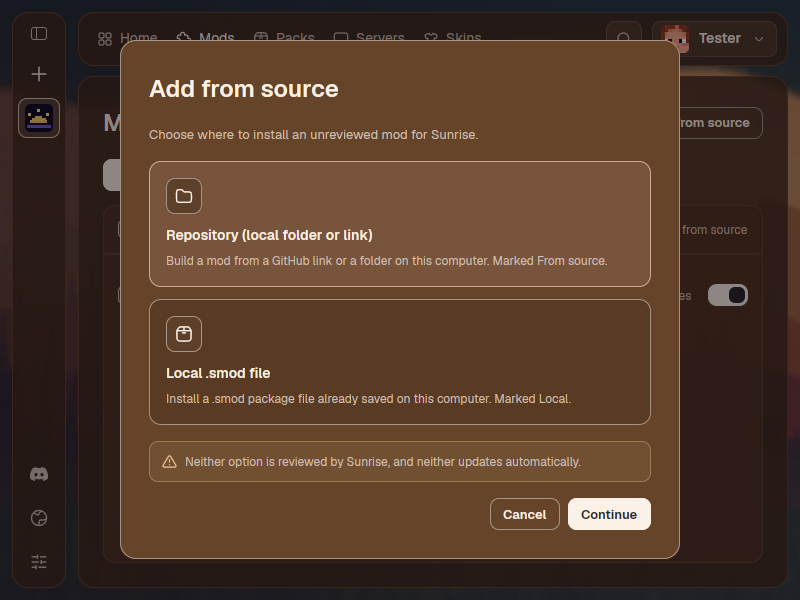 Home Mods Packs Servers Skins
Tester
Add from source
Choose where to install an unreviewed mod for Sunrise.
from source
Repository (local folder or link)
Build a mod from a GitHub link or a folder on this computer. Marked From source.
from source
Local .smod file
Install a .smod package file already saved on this computer. Marked Local.
Neither option is reviewed by Sunrise, and neither updates automatically.
Cancel
Continue